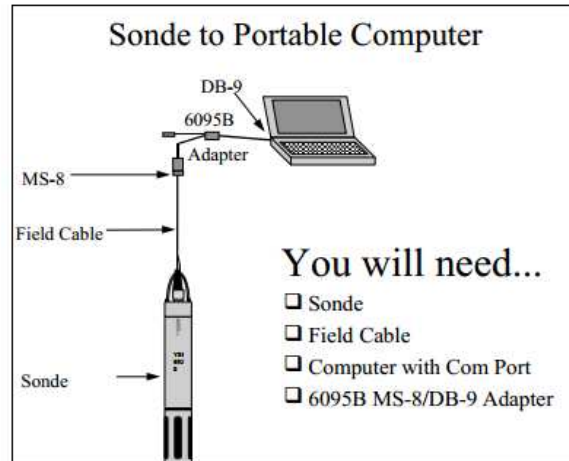 Sonde to Portable Computer
DB-9
6095B
Adapter
MS-8
Field Cable
Sonde
You will need...
❑ Sonde
❑ Field Cable
❑ Computer with Com Port
❑ 6095B MS-8/DB-9 Adapter